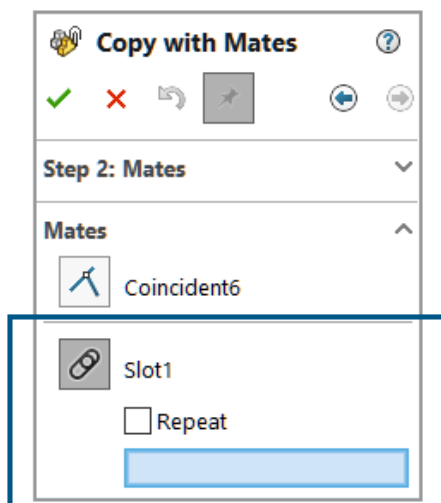 Copy with Mates
Step 2: Mates
Mates
Coincident6
Slot1
Repeat